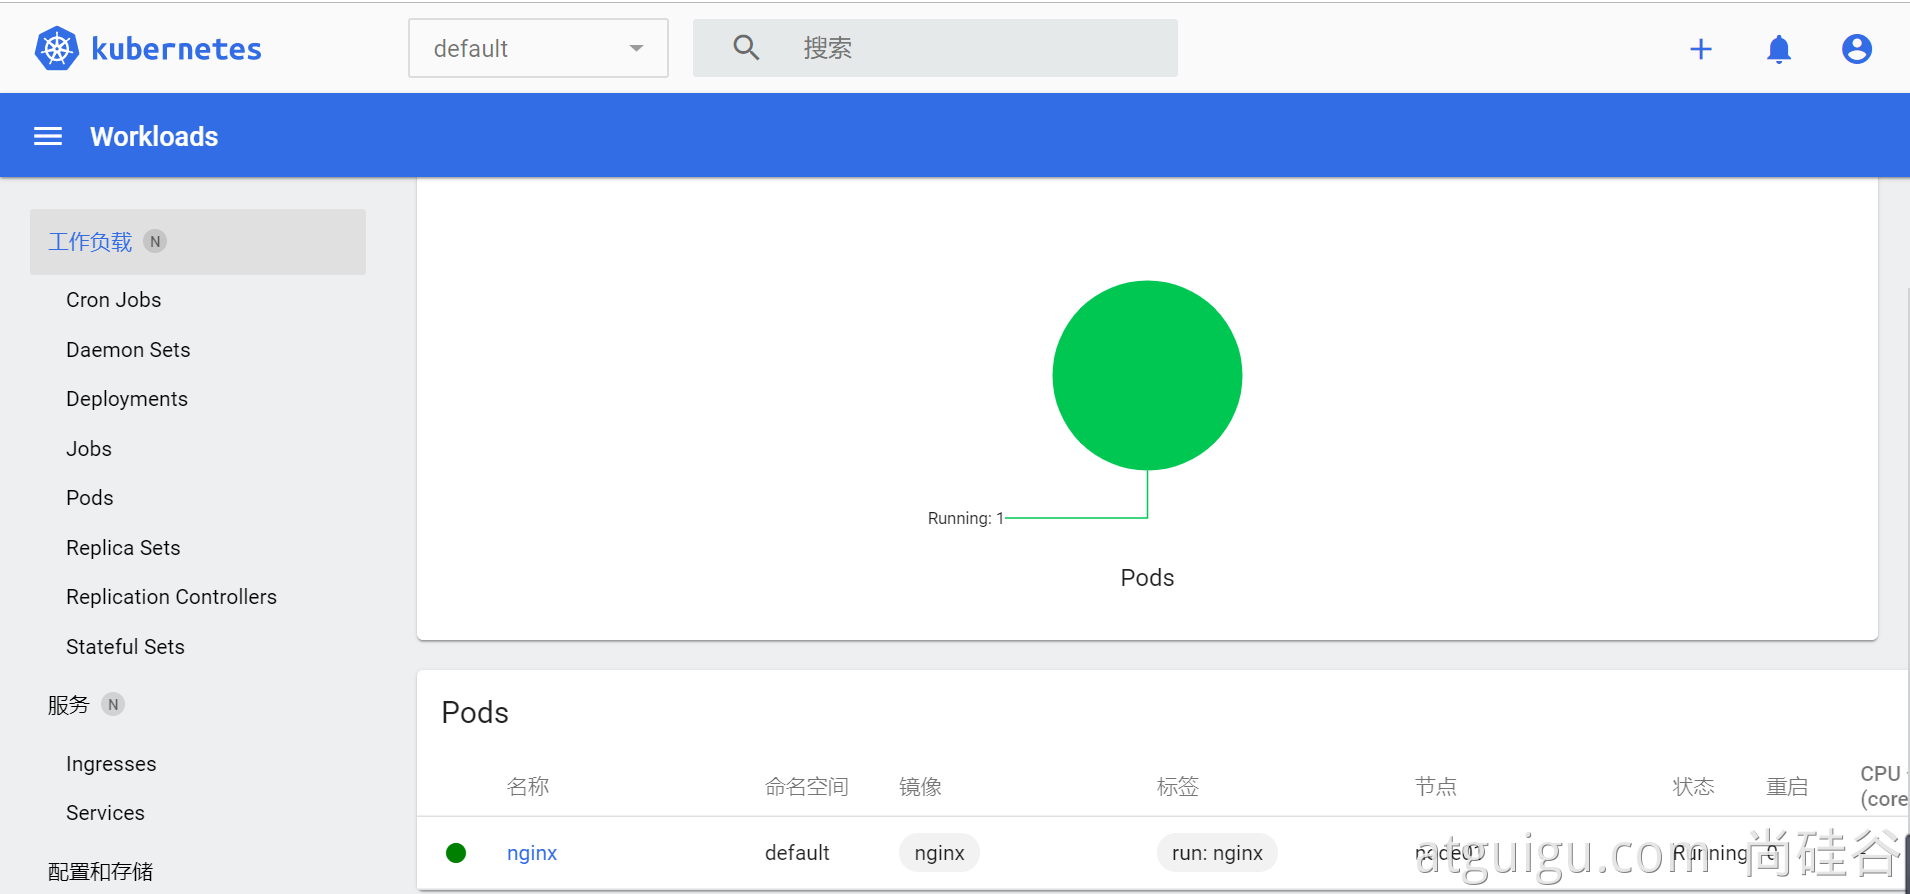 kubernetes
default
搜索
Workloads
工作负载 N
Cron Jobs
Daemon Sets
Deployments
Jobs
Pods
Replica Sets
Replication Controllers
Stateful Sets
服务 N
Ingresses
Services
配置和存储
Running: 1
Pods
Pods
名称 命名空间 镜像 标签 节点 状态 重启 CPU
(core
nginx default nginx run: nginx node01 Running 0
atguigu.com 尚硅谷